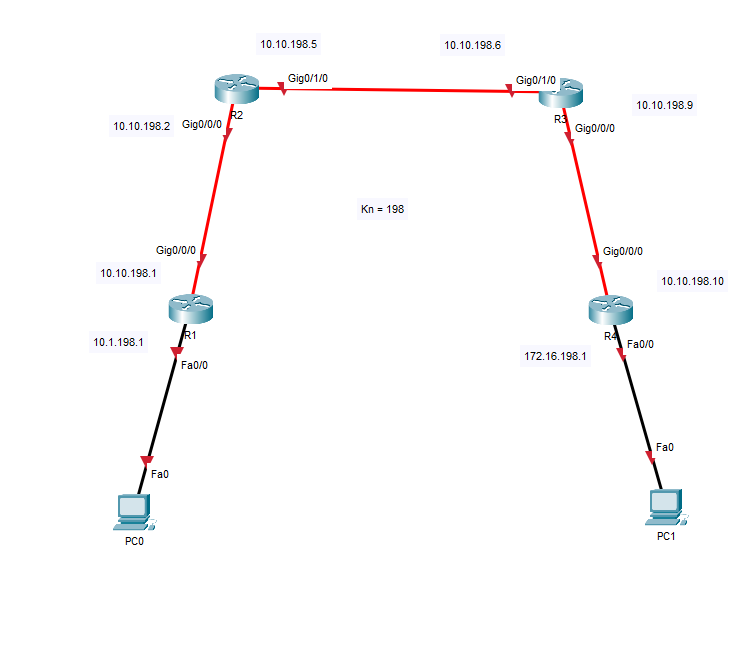 10.10.198.5
10.10.198.6
Gig0/1/0
Gig0/1/0
R2
R3
10.10.198.9
10.10.198.2
Gig0/0/0
Gig0/0/0
Kn = 198
Gig0/0/0
Gig0/0/0
10.10.198.1
10.10.198.10
R1
R4
10.1.198.1
Fa0/0
172.16.198.1
Fa0/0
Fa0
Fa0
PC0
PC1